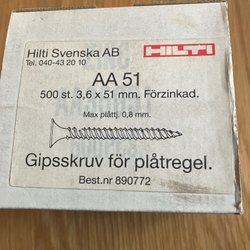 Hilti Svenska AB
Tel. 040-43 20 10
HILTI
AA 51
500 st. 3,6 x 51 mm. Förzinkad.
Max plåttj. 0,8 mm.
Gipsskruv för plåtregel.
Best.nr 890772